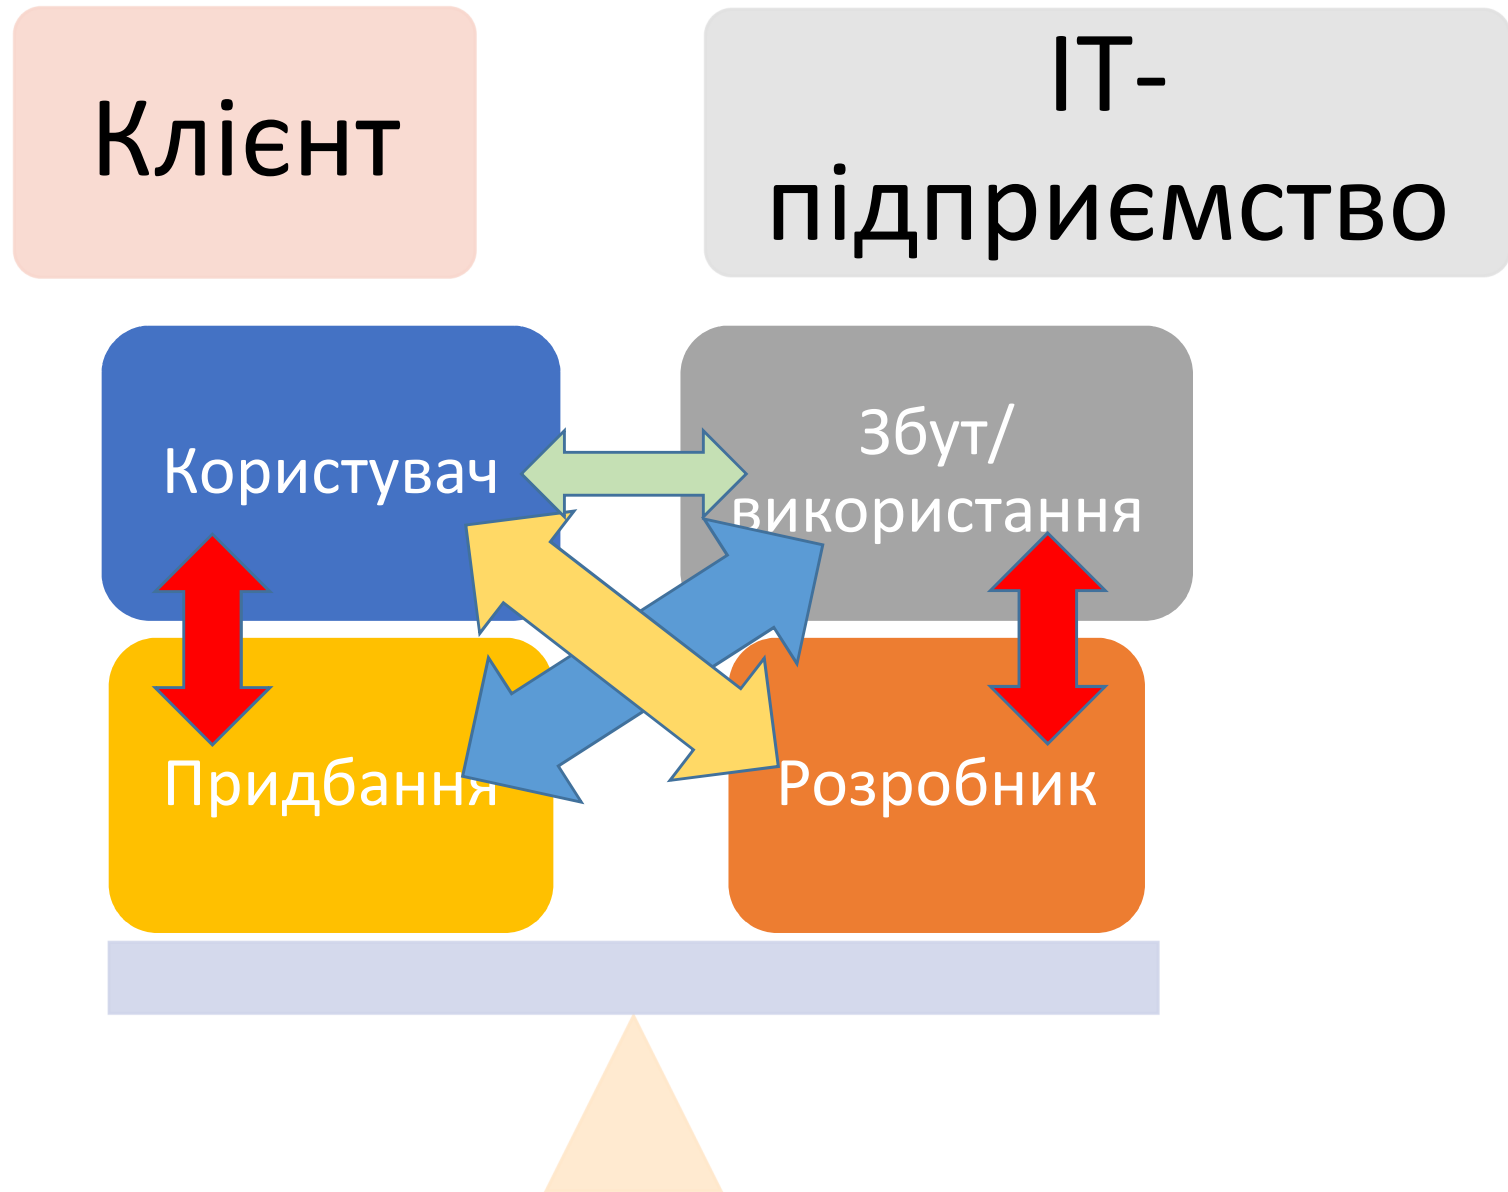 Клієнт
ІТ-
підприємство
Користувач
Збут/
використання
Придбання
Розробник